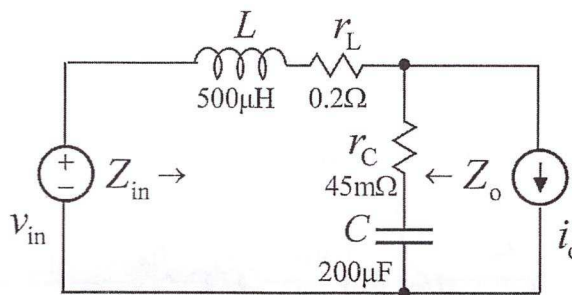 L
r_L
500μH
0.2Ω
r_C
45mΩ
+
−
Z_in →
← Z_o
v_in
C
200μF